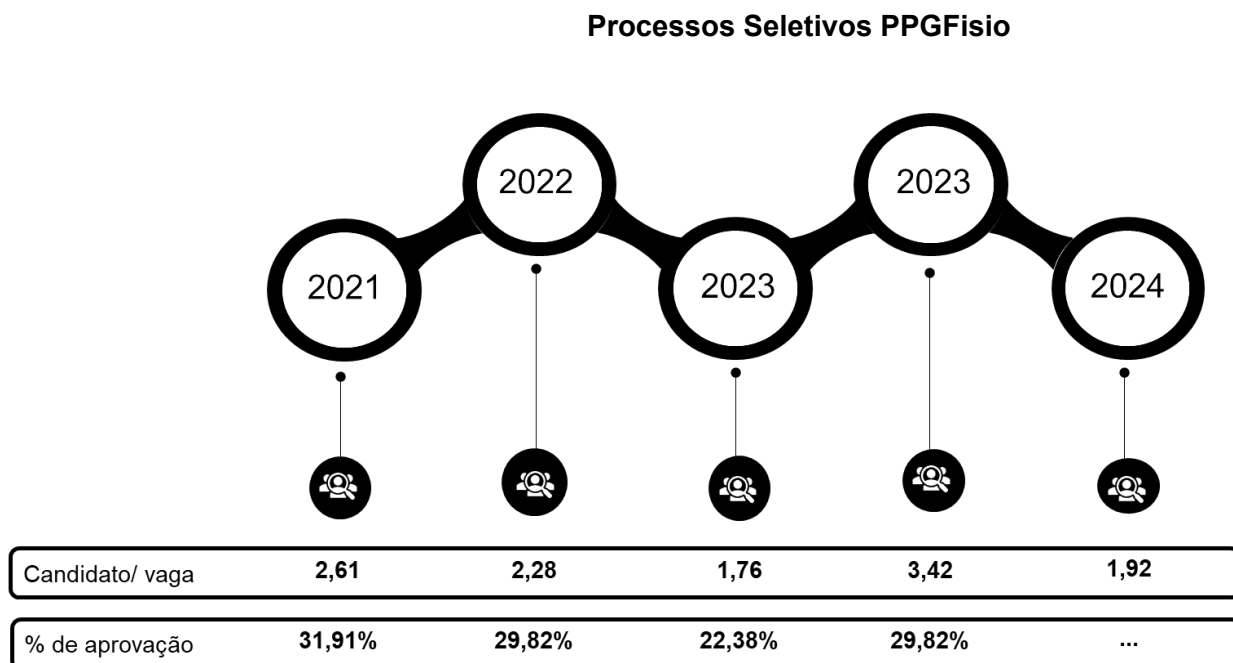 Processos Seletivos PPGFisio
2021
2022
2023
2023
2024
Candidato/ vaga 2,61 2,28 1,76 3,42 1,92
% de aprovação 31,91% 29,82% 22,38% 29,82% ...